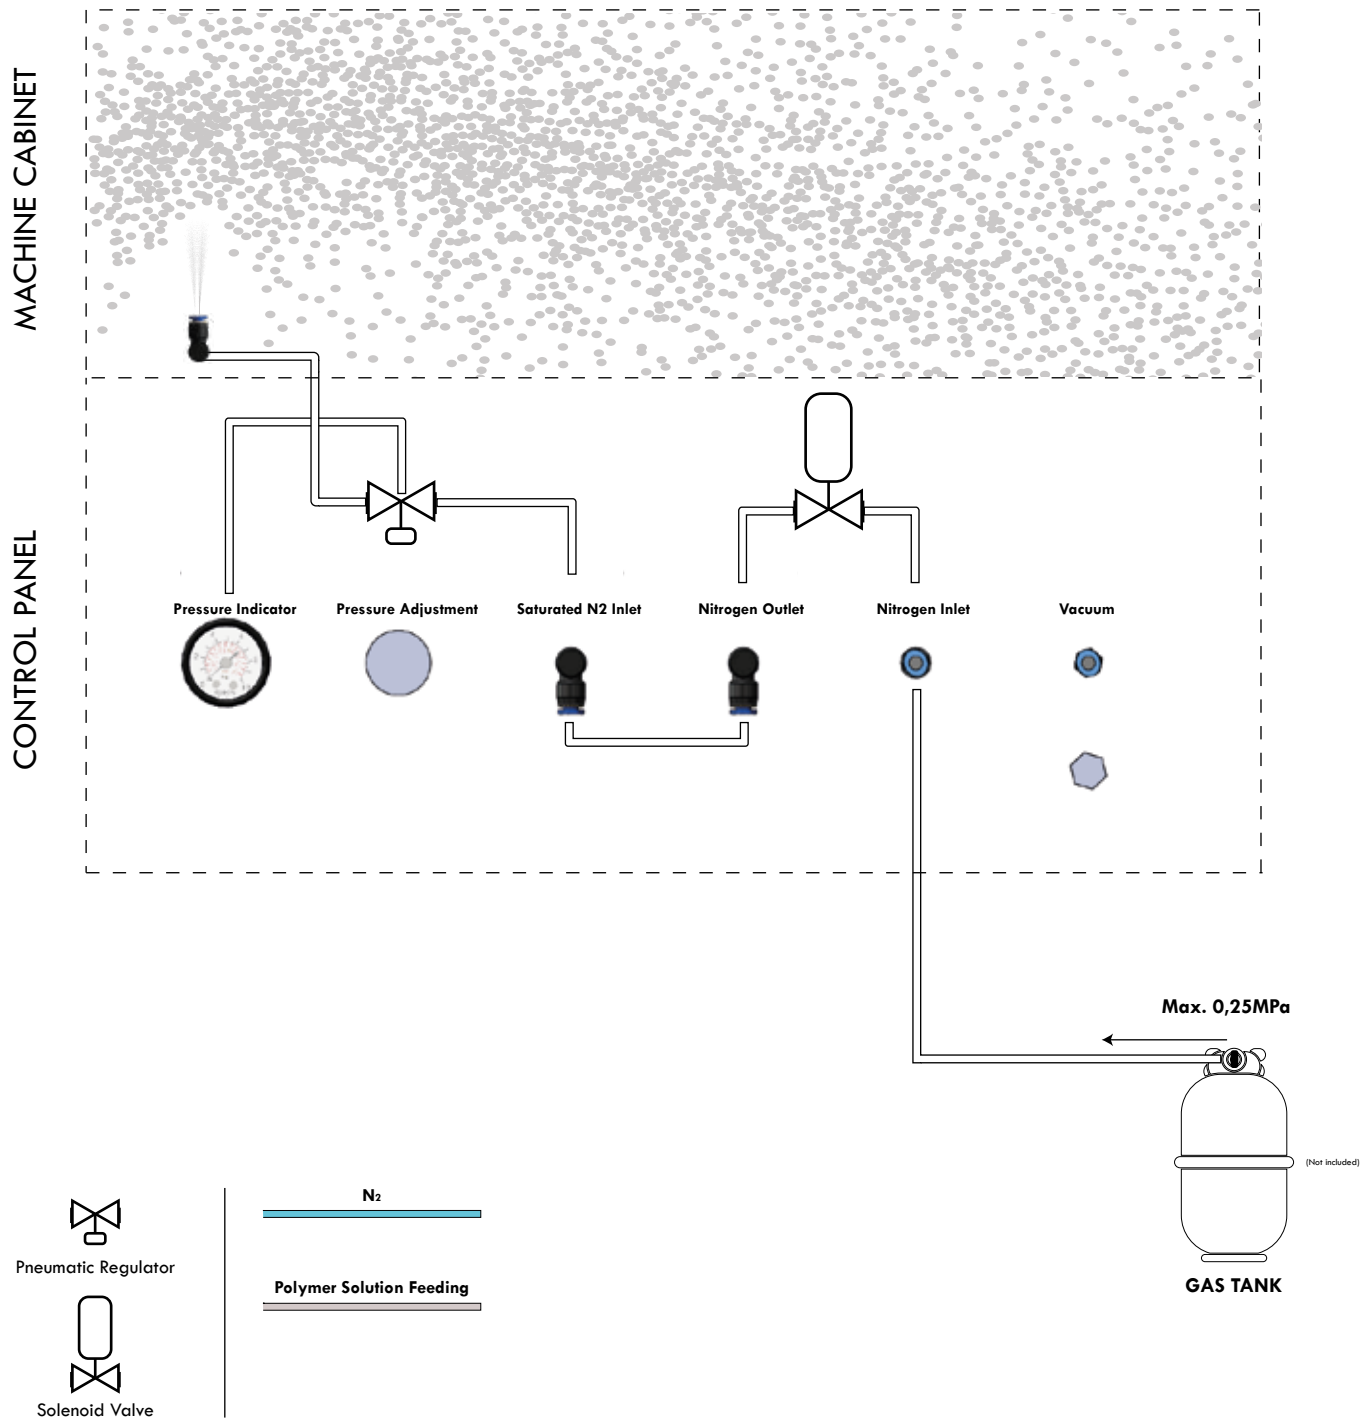 MACHINE CABINET
CONTROL PANEL
Pressure Indicator
Pressure Adjustment
Saturated N2 Inlet
Nitrogen Outlet
Nitrogen Inlet
Vacuum
Max. 0,25MPa
(Not included)
GAS TANK
Pneumatic Regulator
Solenoid Valve
N₂
Polymer Solution Feeding